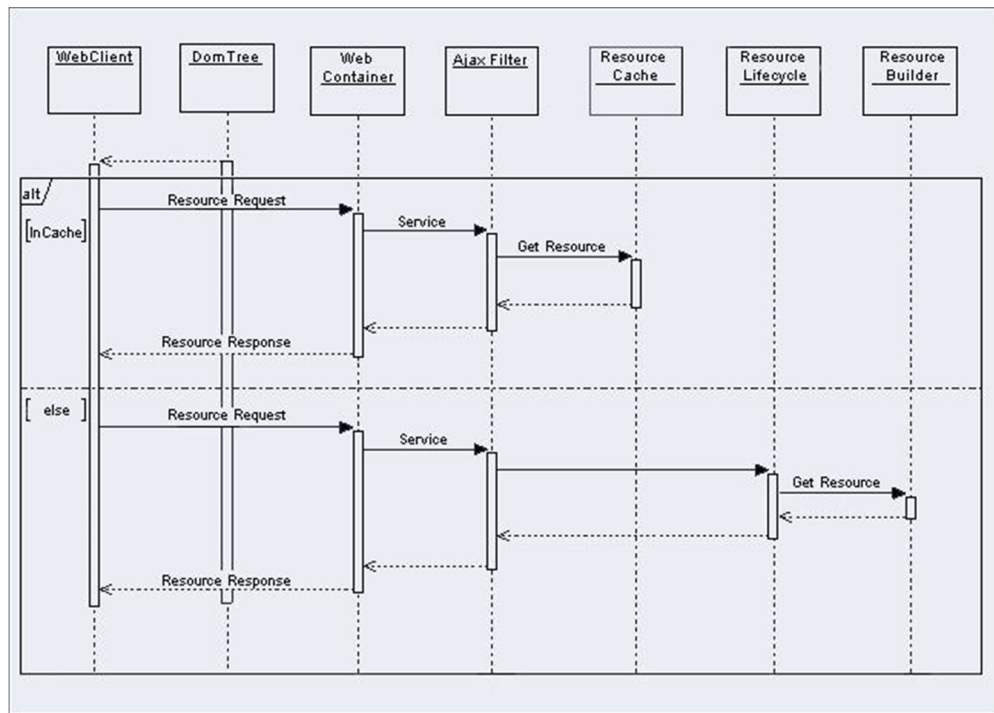 WebClient
DomTree
Web
Container
Ajax Filter
Resource
Cache
Resource
Lifecycle
Resource
Builder
alt
[InCache]
Resource Request
Service
Get Resource
Resource Response
[ else ]
Resource Request
Service
Get Resource
Resource Response